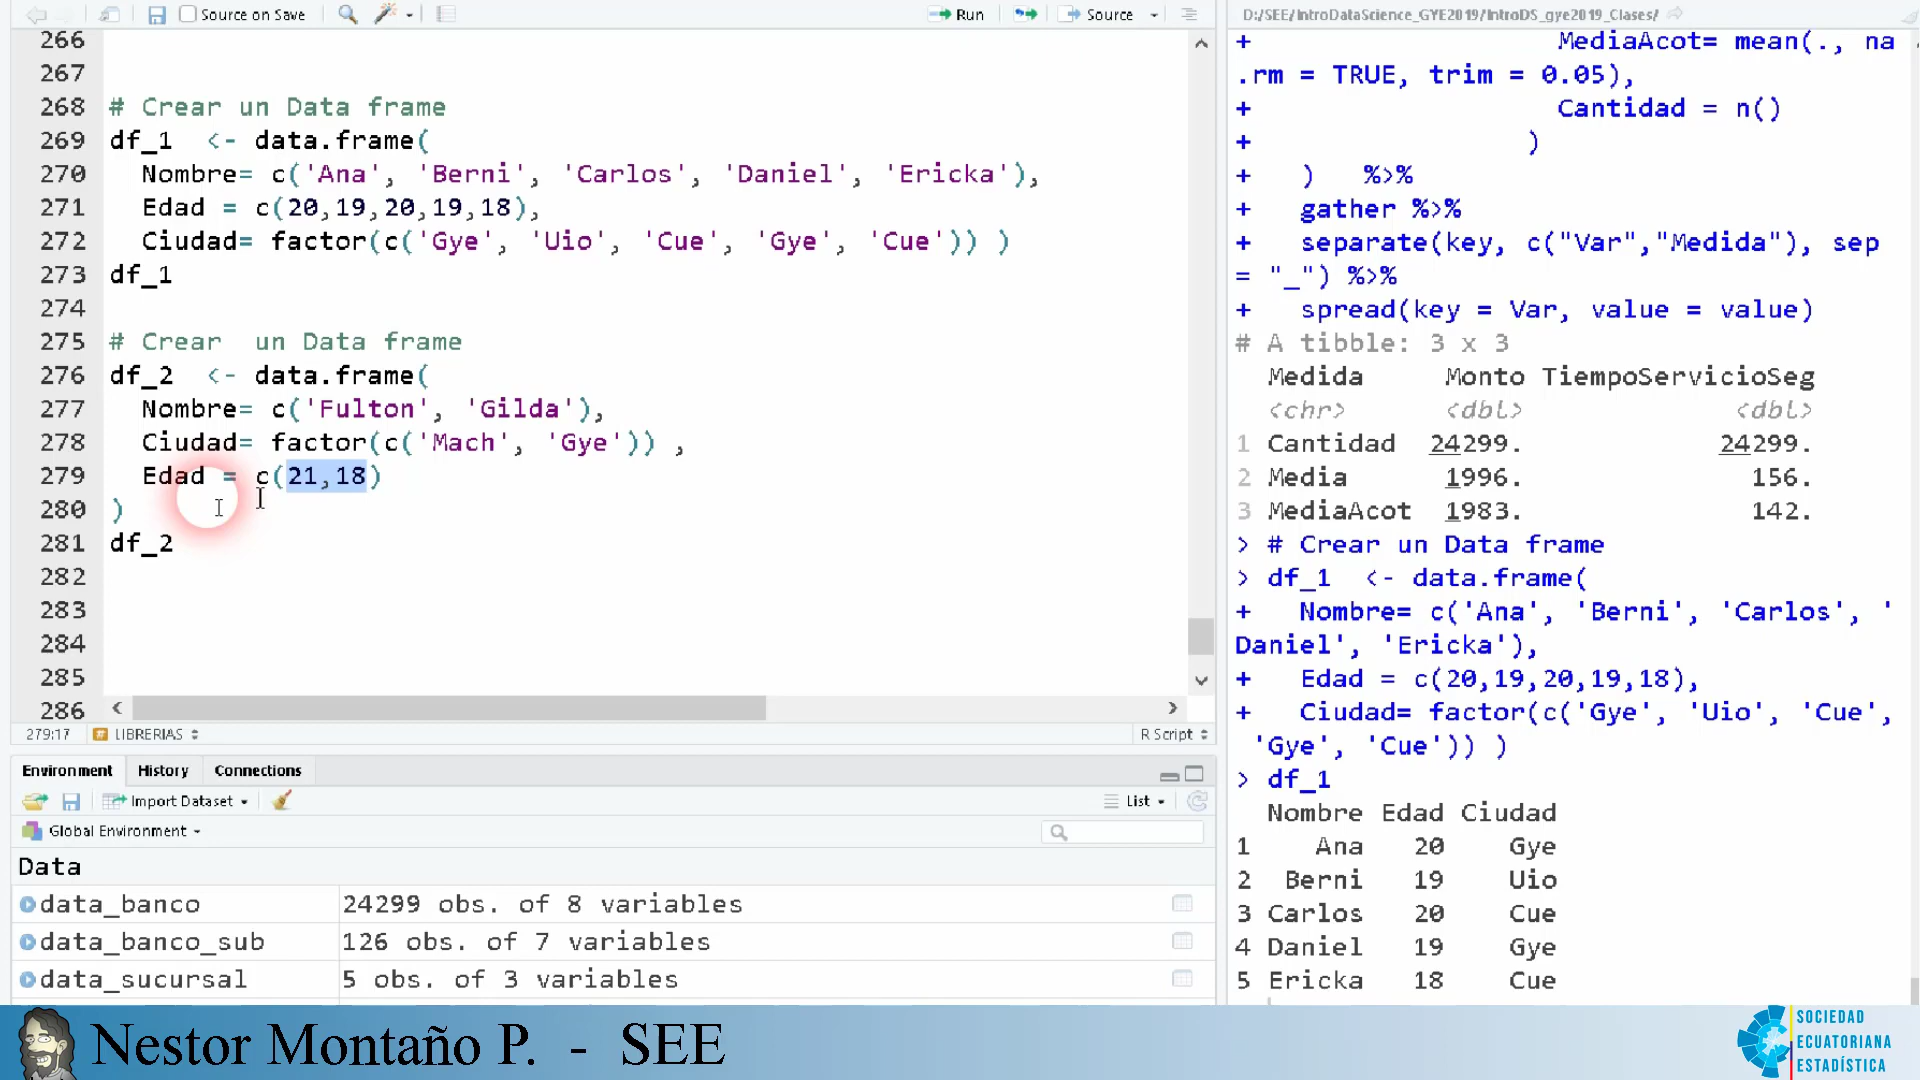 Source on Save
Run
Source
266
267
268 # Crear un Data frame
269 df_1  <- data.frame(
270   Nombre= c('Ana', 'Berni', 'Carlos', 'Daniel', 'Ericka'),
271   Edad = c(20,19,20,19,18),
272   Ciudad= factor(c('Gye', 'Uio', 'Cue', 'Gye', 'Cue')) )
273 df_1
274
275 # Crear  un Data frame
276 df_2  <- data.frame(
277   Nombre= c('Fulton', 'Gilda'),
278   Ciudad= factor(c('Mach', 'Gye')) ,
279   Edad = c(21,18)
280 )
281 df_2
282
283
284
285
286
279:17 # LIBRERIAS
R Script
Environment History Connections
Import Dataset
List
Global Environment
Data
data_banco 24299 obs. of 8 variables
data_banco_sub 126 obs. of 7 variables
data_sucursal 5 obs. of 3 variables
D:/SEE/IntroDataScience_GYE2019/IntroDS_gye2019_Clases/
+                    MediaAcot= mean(., na
.rm = TRUE, trim = 0.05),
+                    Cantidad = n()
+                  )
+   )   %>%
+   gather %>%
+   separate(key, c("Var","Medida"), sep
= "_") %>%
+   spread(key = Var, value = value)
# A tibble: 3 x 3
  Medida     Monto TiempoServicioSeg
  <chr>      <dbl>             <dbl>
1 Cantidad  24299.            24299.
2 Media      1996.              156.
3 MediaAcot  1983.              142.
> # Crear un Data frame
> df_1  <- data.frame(
+   Nombre= c('Ana', 'Berni', 'Carlos', '
Daniel', 'Ericka'),
+   Edad = c(20,19,20,19,18),
+   Ciudad= factor(c('Gye', 'Uio', 'Cue',
 'Gye', 'Cue')) )
> df_1
  Nombre Edad Ciudad
1    Ana   20    Gye
2  Berni   19    Uio
3 Carlos   20    Cue
4 Daniel   19    Gye
5 Ericka   18    Cue
Nestor Montaño P.  -  SEE
SOCIEDAD
ECUATORIANA
ESTADÍSTICA